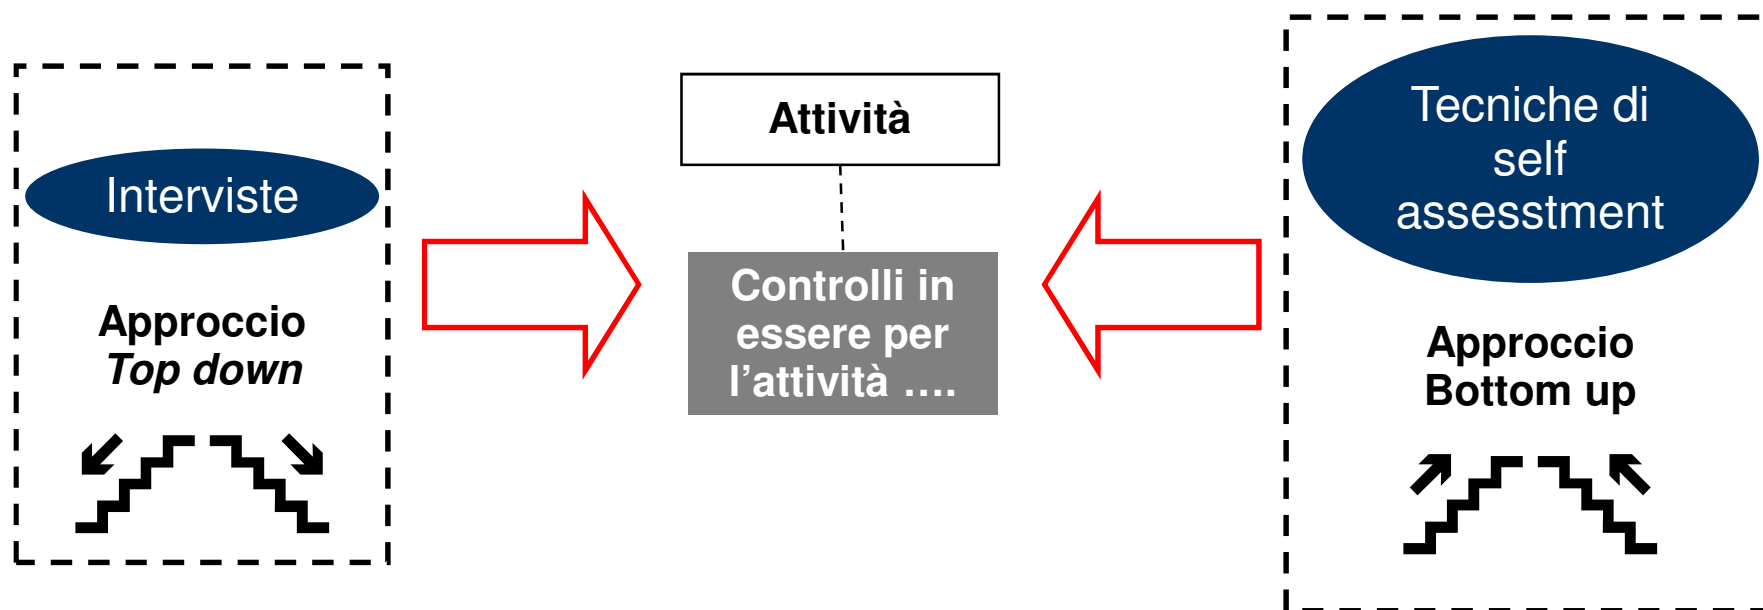 Interviste
Approccio
Top down
Attività
Controlli in
essere per
l’attività ….
Tecniche di
self
assesstment
Approccio
Bottom up